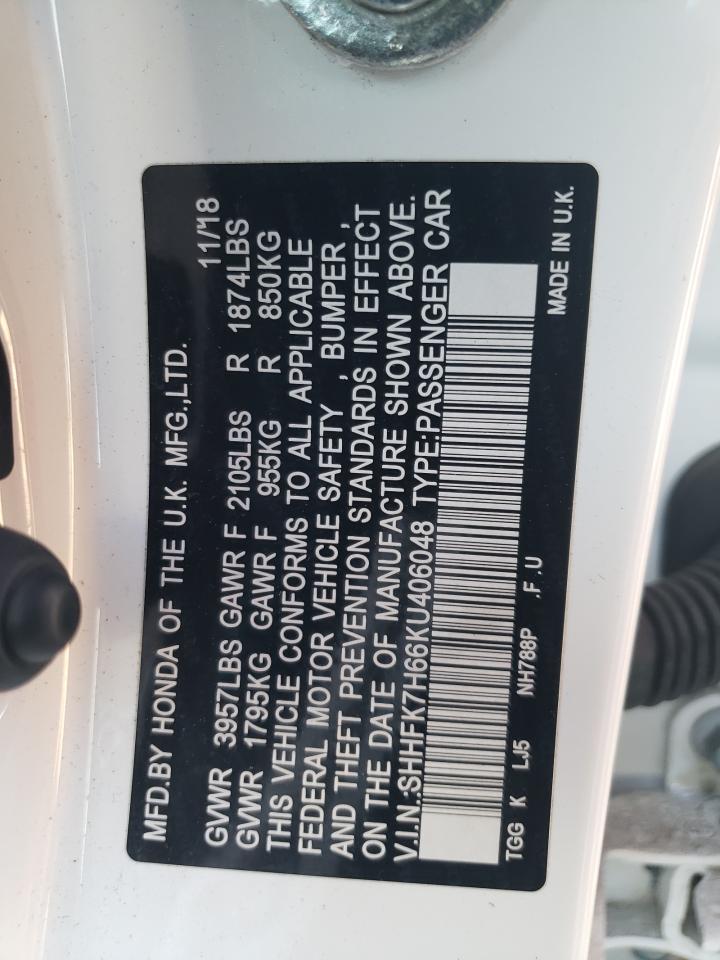 MFD.BY HONDA OF THE U.K. MFG.,LTD.
11/18
GVWR 3957LBS GAWR F 2105LBS R 1874LBS
GVWR 1795KG GAWR F 955KG R 850KG
THIS VEHICLE CONFORMS TO ALL APPLICABLE
FEDERAL MOTOR VEHICLE SAFETY , BUMPER ,
AND THEFT PREVENTION STANDARDS IN EFFECT
ON THE DATE OF MANUFACTURE SHOWN ABOVE.
V.I.N.:SHHFK7H66KU406048 TYPE:PASSENGER CAR
TGG K LJ5 NH788P .F.U MADE IN U.K.